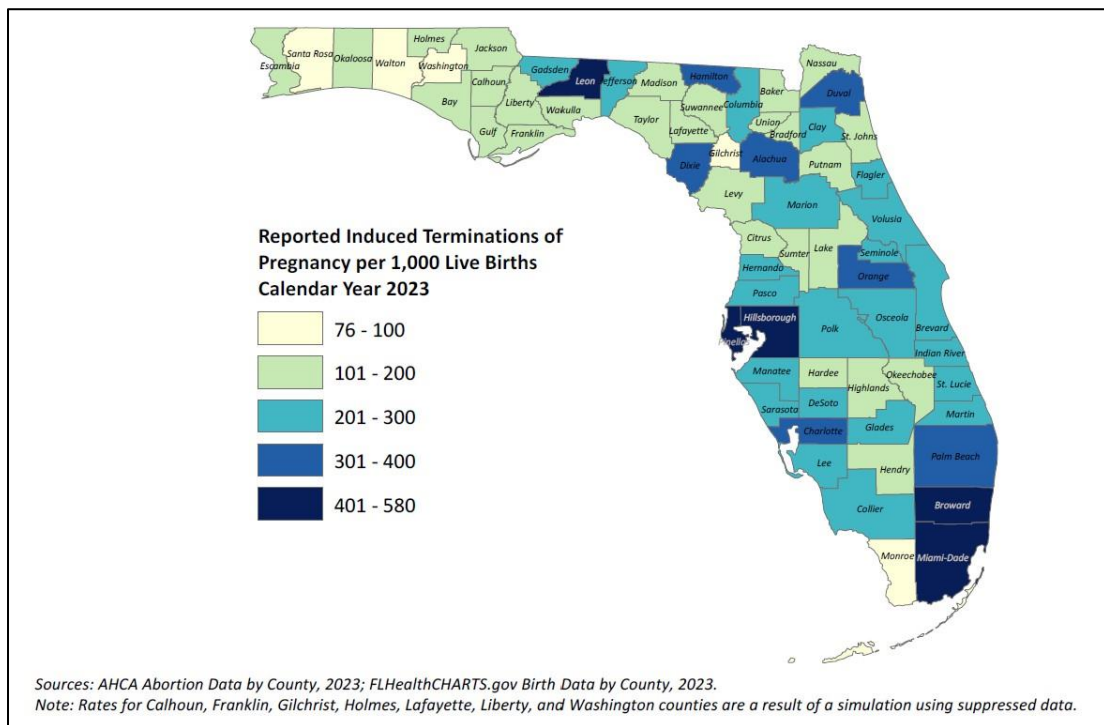 Holmes
Jackson
Santa Rosa
Okaloosa
Escambia
Walton
Washington
Calhoun
Bay
Liberty
Gulf
Franklin
Gadsden
Leon
Jefferson
Wakulla
Madison
Taylor
Hamilton
Suwannee
Lafayette
Columbia
Baker
Nassau
Duval
Union
Bradford
Clay
St. Johns
Gilchrist
Dixie
Alachua
Putnam
Flagler
Levy
Marion
Volusia
Citrus
Sumter
Lake
Seminole
Orange
Hernando
Pasco
Hillsborough
Pinellas
Polk
Osceola
Brevard
Indian River
Manatee
Hardee
Highlands
Okeechobee
St. Lucie
Sarasota
DeSoto
Martin
Charlotte
Glades
Lee
Hendry
Palm Beach
Collier
Broward
Monroe
Miami-Dade
Reported Induced Terminations of
Pregnancy per 1,000 Live Births
Calendar Year 2023
76 - 100
101 - 200
201 - 300
301 - 400
401 - 580
Sources: AHCA Abortion Data by County, 2023; FLHealthCHARTS.gov Birth Data by County, 2023.
Note: Rates for Calhoun, Franklin, Gilchrist, Holmes, Lafayette, Liberty, and Washington counties are a result of a simulation using suppressed data.